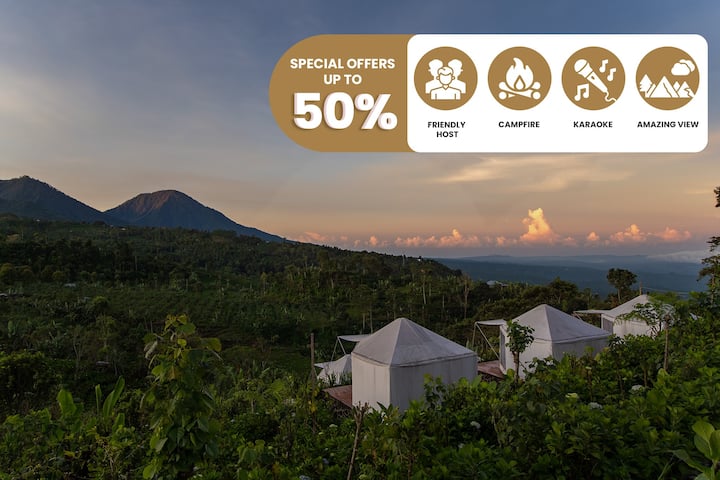 SPECIAL OFFERS
UP TO
50%
FRIENDLY
HOST
CAMPFIRE
KARAOKE
AMAZING VIEW